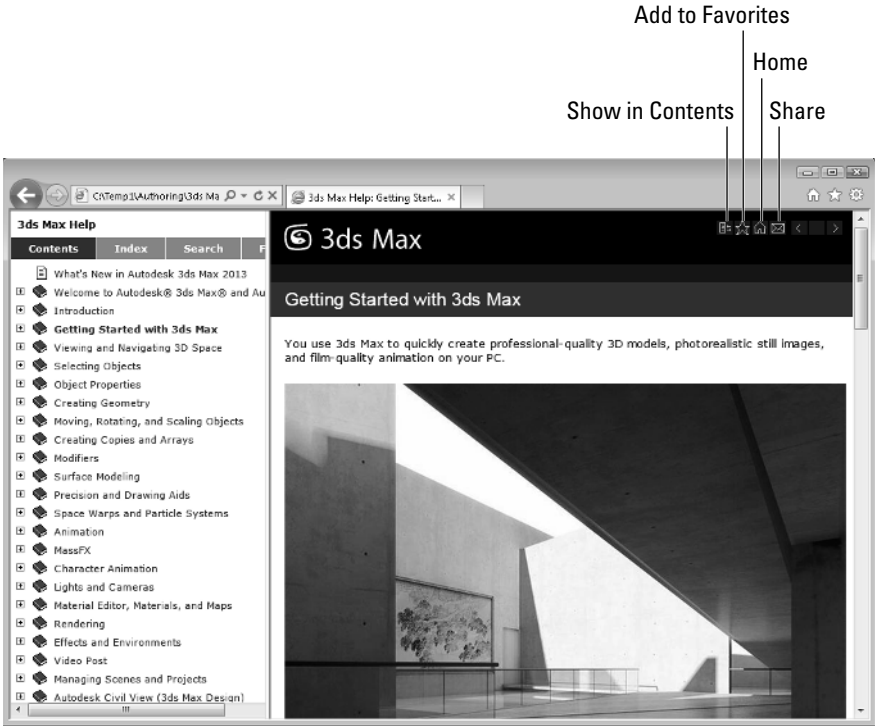 Add to Favorites
Home
Show in Contents
Share
C:\Temp1\Authoring\3ds Ma
3ds Max Help: Getting Start...
3ds Max Help
Contents
Index
Search
F
3ds Max
What's New in Autodesk 3ds Max 2013
Welcome to Autodesk® 3ds Max® and Au
Introduction
Getting Started with 3ds Max
Viewing and Navigating 3D Space
Selecting Objects
Object Properties
Creating Geometry
Moving, Rotating, and Scaling Objects
Creating Copies and Arrays
Modifiers
Surface Modeling
Precision and Drawing Aids
Space Warps and Particle Systems
Animation
MassFX
Character Animation
Lights and Cameras
Material Editor, Materials, and Maps
Rendering
Effects and Environments
Video Post
Managing Scenes and Projects
Autodesk Civil View (3ds Max Design)
Getting Started with 3ds Max
You use 3ds Max to quickly create professional-quality 3D models, photorealistic still images,
and film-quality animation on your PC.